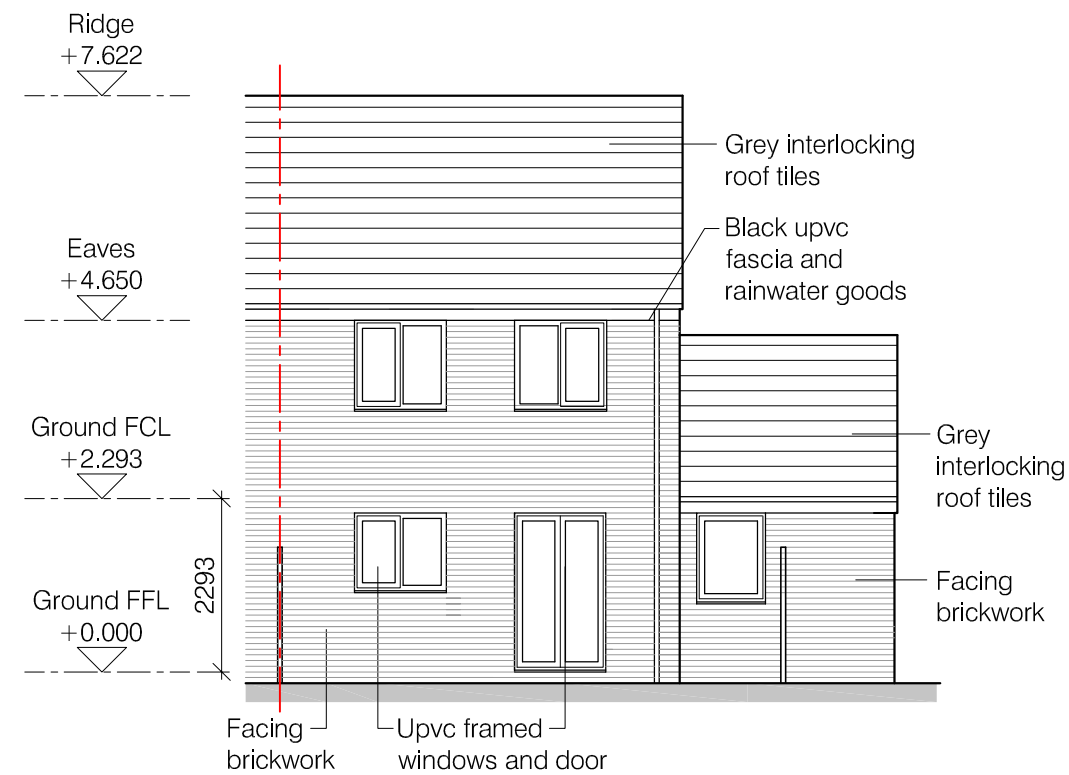 Ridge
+7.622
Grey interlocking
roof tiles
Black upvc
fascia and
rainwater goods
Eaves
+4.650
Ground FCL
+2.293
Grey
interlocking
roof tiles
2293
Ground FFL
+0.000
Facing
brickwork
Facing
brickwork
Upvc framed
windows and door